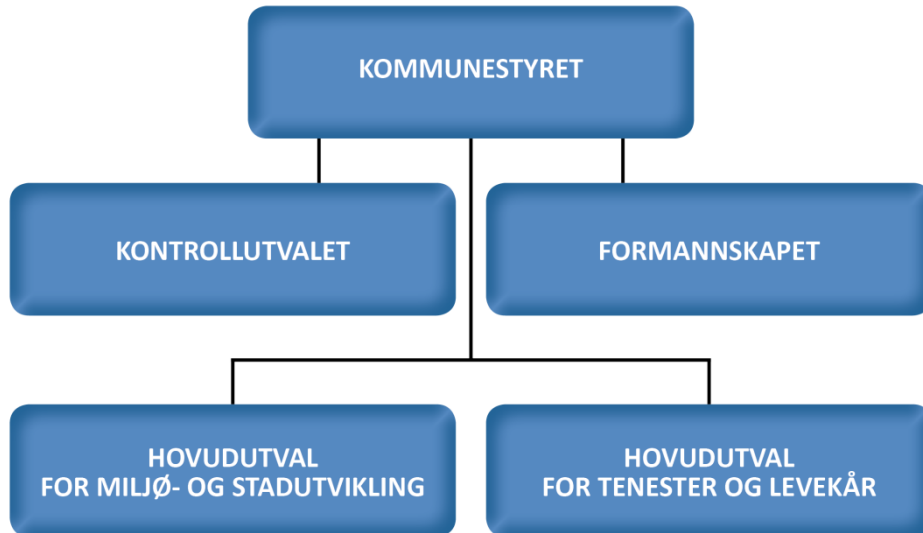 KOMMUNESTYRET
KONTROLLUTVALET
FORMANNSKAPET
HOVUDUTVAL
FOR MILJØ- OG STADUTVIKLING
HOVUDUTVAL
FOR TENESTER OG LEVEKÅR